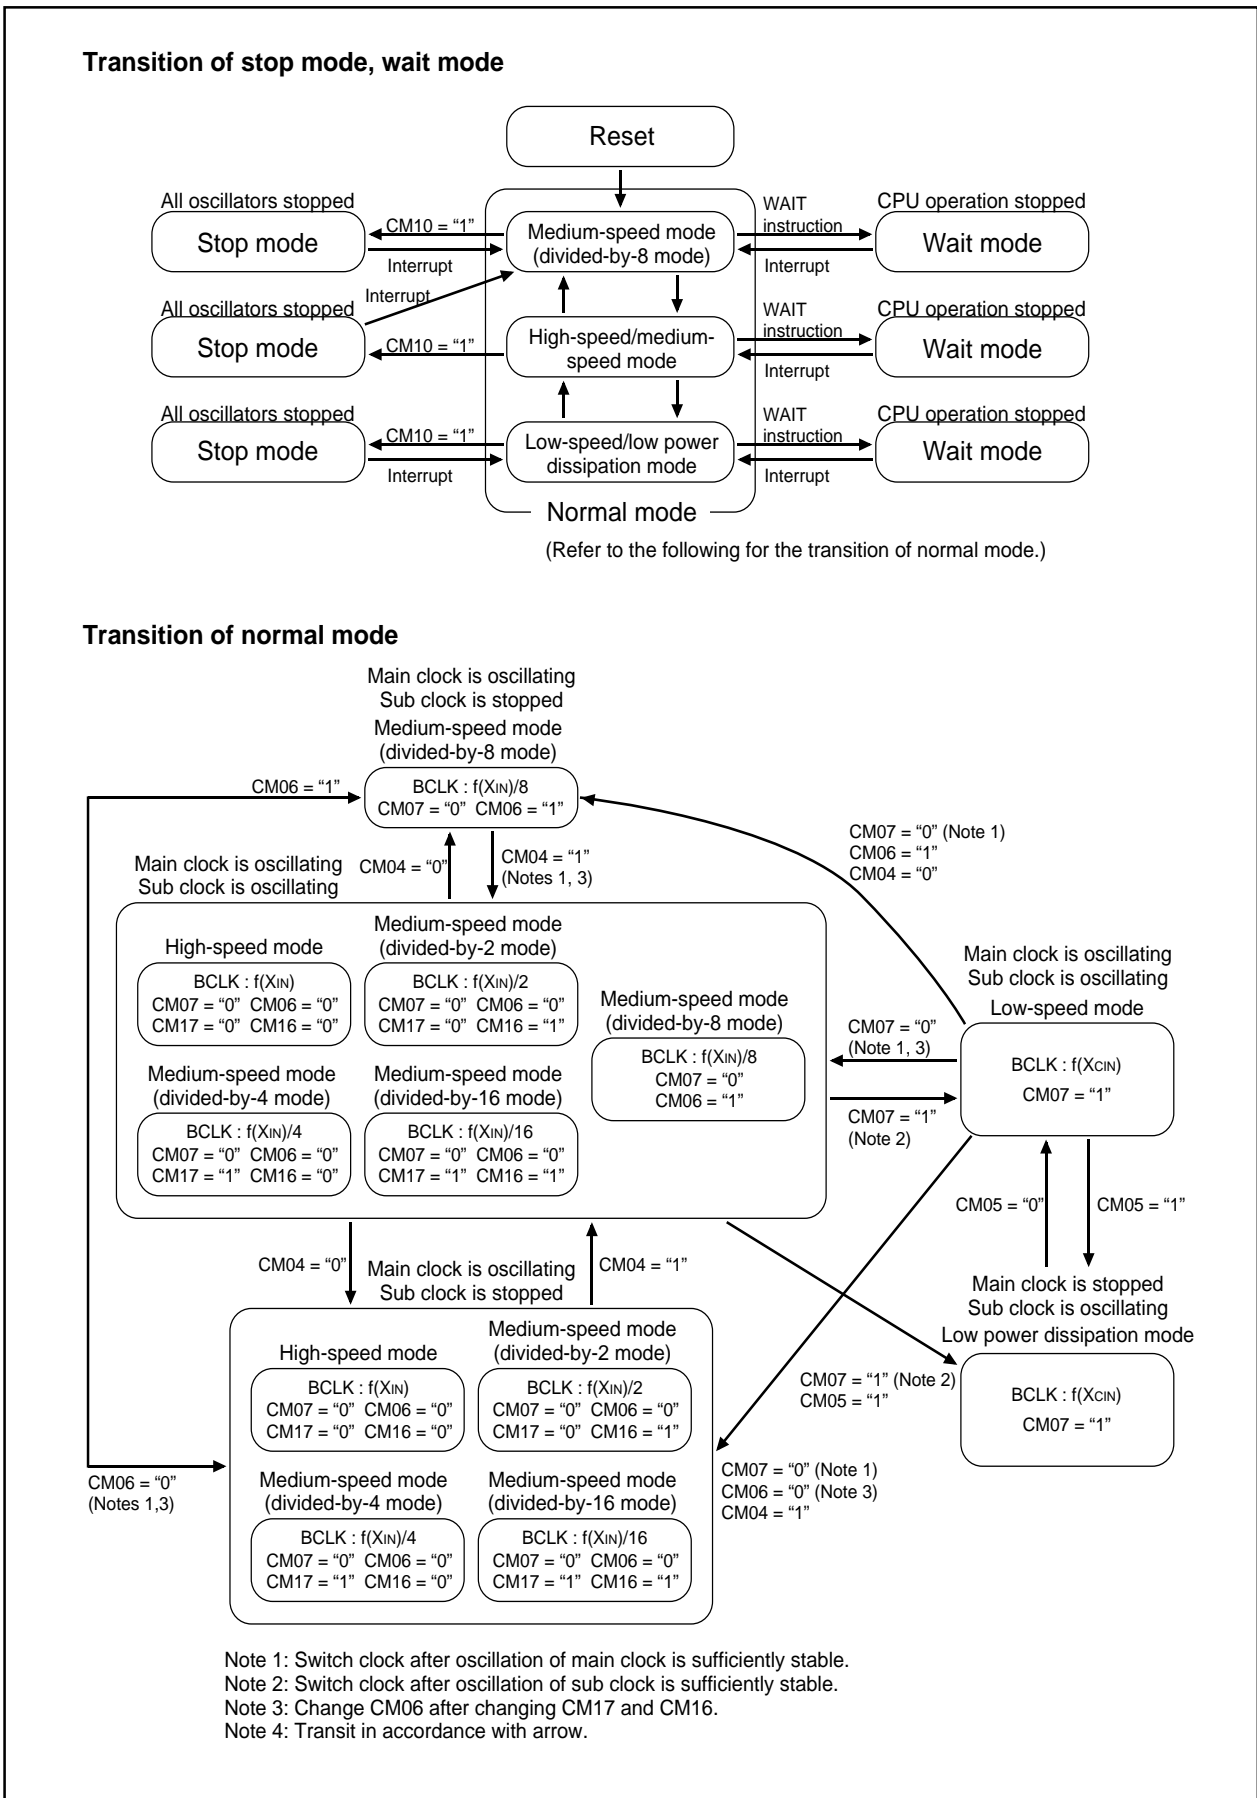 Transition of stop mode, wait mode
Reset
All oscillators stopped
Stop mode
CM10 = “1”
Interrupt
Medium-speed mode
(divided-by-8 mode)
WAIT
instruction
Interrupt
CPU operation stopped
Wait mode
Interrupt
All oscillators stopped
Stop mode
CM10 = “1”
High-speed/medium-
speed mode
WAIT
instruction
Interrupt
CPU operation stopped
Wait mode
All oscillators stopped
Stop mode
CM10 = “1”
Interrupt
Low-speed/low power
dissipation mode
WAIT
instruction
Interrupt
CPU operation stopped
Wait mode
Normal mode
(Refer to the following for the transition of normal mode.)
Transition of normal mode
Main clock is oscillating
Sub clock is stopped
Medium-speed mode
(divided-by-8 mode)
CM06 = “1”
BCLK : f(XIN)/8
CM07 = “0” CM06 = “1”
CM07 = “0” (Note 1)
CM06 = “1”
CM04 = “0”
Main clock is oscillating
Sub clock is oscillating
CM04 = “0”
CM04 = “1”
(Notes 1, 3)
High-speed mode
BCLK : f(XIN)
CM07 = “0” CM06 = “0”
CM17 = “0” CM16 = “0”
Medium-speed mode
(divided-by-2 mode)
BCLK : f(XIN)/2
CM07 = “0” CM06 = “0”
CM17 = “0” CM16 = “1”
Medium-speed mode
(divided-by-8 mode)
BCLK : f(XIN)/8
CM07 = “0”
CM06 = “1”
Medium-speed mode
(divided-by-4 mode)
BCLK : f(XIN)/4
CM07 = “0” CM06 = “0”
CM17 = “1” CM16 = “0”
Medium-speed mode
(divided-by-16 mode)
BCLK : f(XIN)/16
CM07 = “0” CM06 = “0”
CM17 = “1” CM16 = “1”
CM07 = “0”
(Note 1, 3)
CM07 = “1”
(Note 2)
Main clock is oscillating
Sub clock is oscillating
Low-speed mode
BCLK : f(XCIN)
CM07 = “1”
CM05 = “0”
CM05 = “1”
CM04 = “0”
Main clock is oscillating
Sub clock is stopped
CM04 = “1”
Main clock is stopped
Sub clock is oscillating
Low power dissipation mode
BCLK : f(XCIN)
CM07 = “1”
CM07 = “1” (Note 2)
CM05 = “1”
High-speed mode
BCLK : f(XIN)
CM07 = “0” CM06 = “0”
CM17 = “0” CM16 = “0”
Medium-speed mode
(divided-by-2 mode)
BCLK : f(XIN)/2
CM07 = “0” CM06 = “0”
CM17 = “0” CM16 = “1”
CM06 = “0”
(Notes 1,3)
Medium-speed mode
(divided-by-4 mode)
BCLK : f(XIN)/4
CM07 = “0” CM06 = “0”
CM17 = “1” CM16 = “0”
Medium-speed mode
(divided-by-16 mode)
BCLK : f(XIN)/16
CM07 = “0” CM06 = “0”
CM17 = “1” CM16 = “1”
CM07 = “0” (Note 1)
CM06 = “0” (Note 3)
CM04 = “1”
Note 1: Switch clock after oscillation of main clock is sufficiently stable.
Note 2: Switch clock after oscillation of sub clock is sufficiently stable.
Note 3: Change CM06 after changing CM17 and CM16.
Note 4: Transit in accordance with arrow.